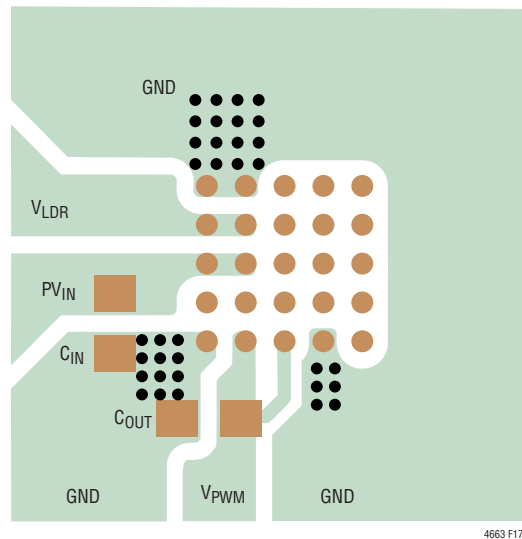 GND
VLDR
PVIN
CIN
COUT
GND
VPWM
GND
4663 F17